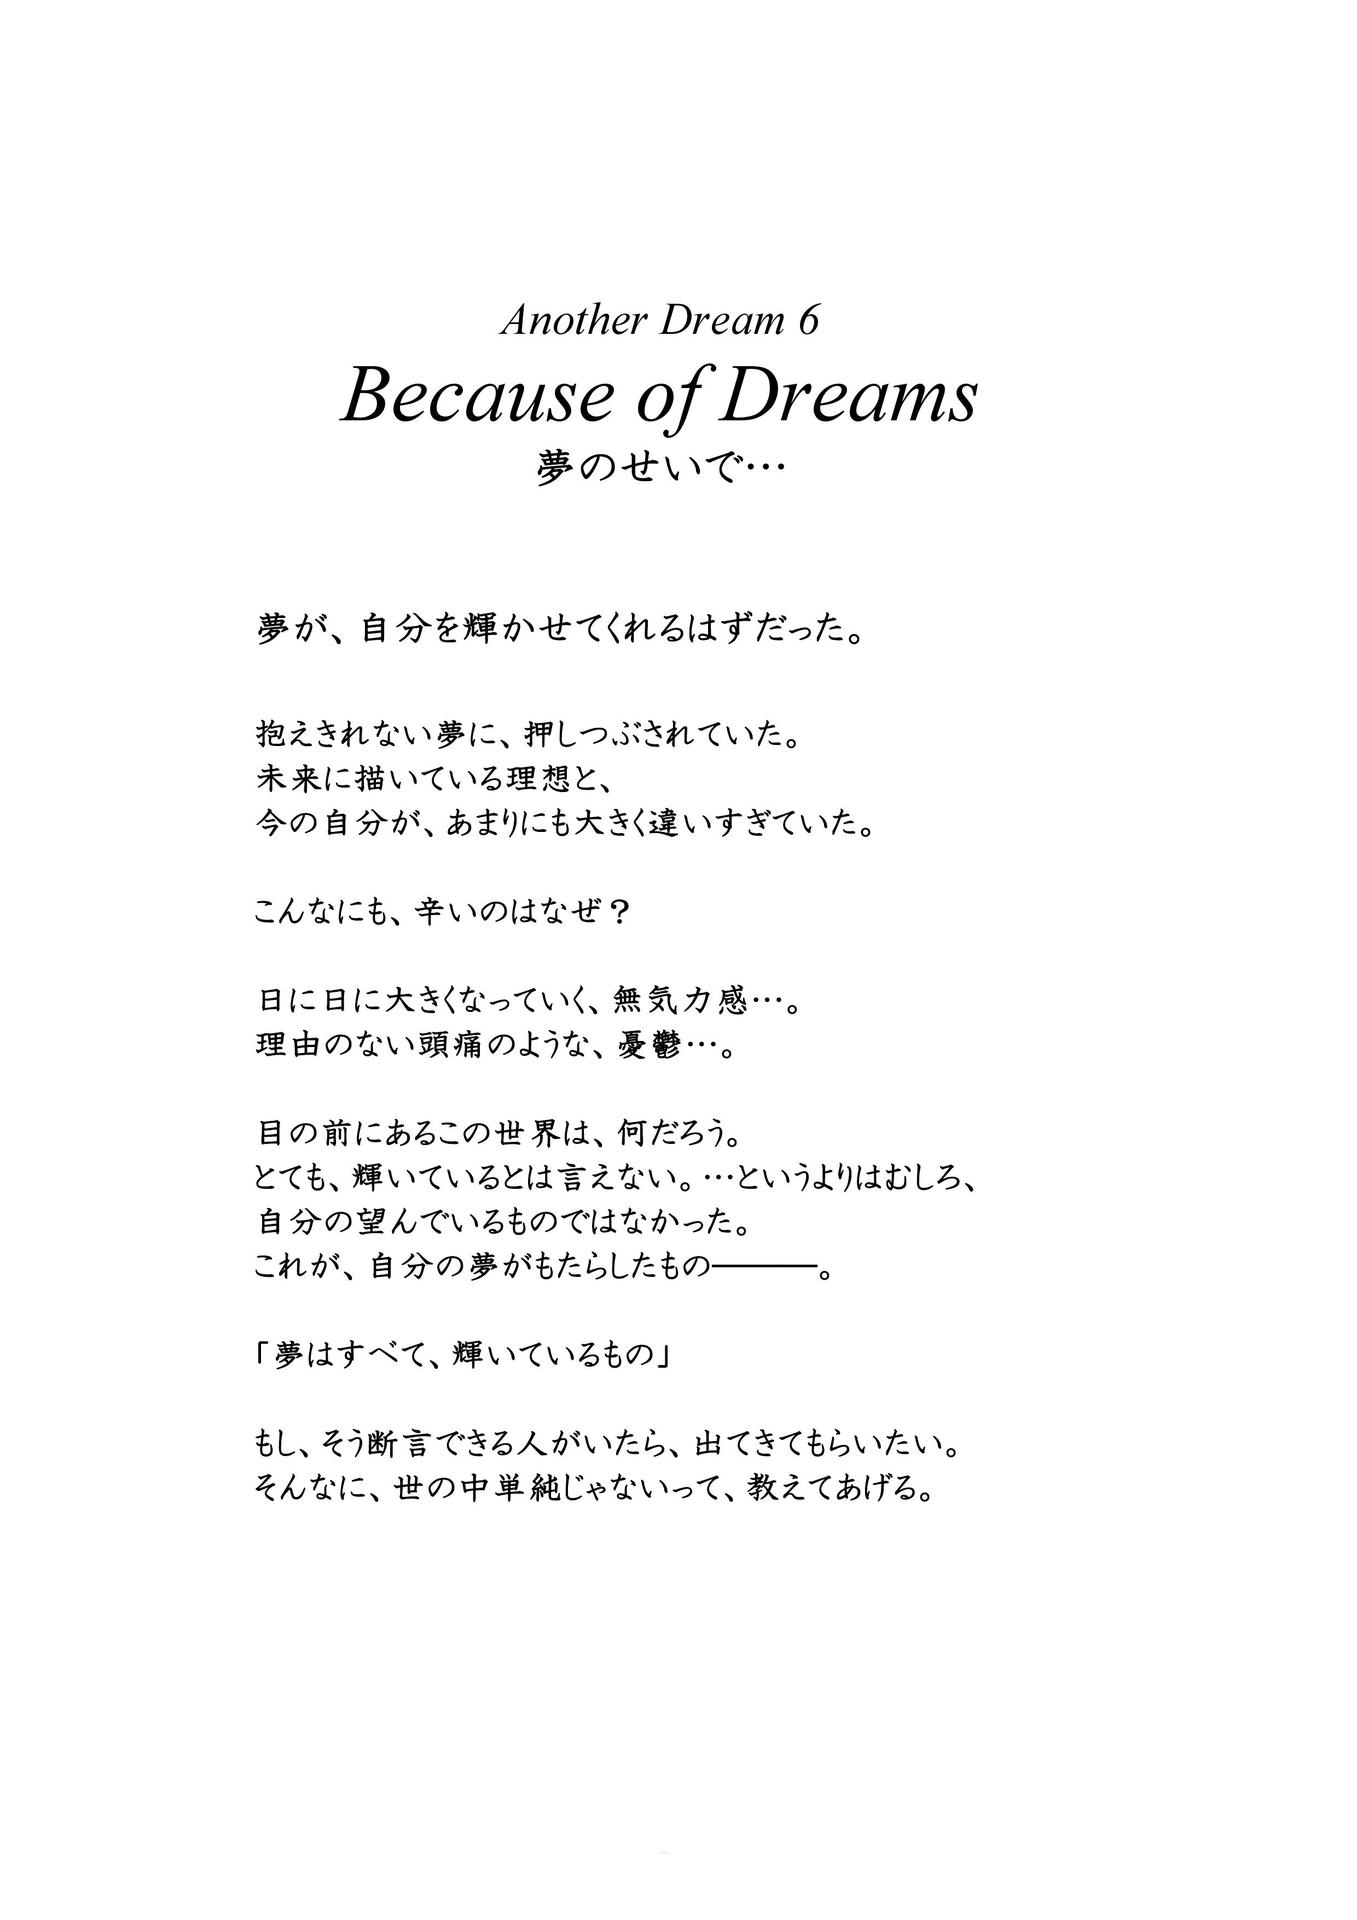 Another Dream 6
Because of Dreams
夢のせいで…
夢が、自分を輝かせてくれるはずだった。
抱えきれない夢に、押しつぶされていた。
未来に描いている理想と、
今の自分が、あまりにも大きく違いすぎていた。
こんなにも、辛いのはなぜ？
日に日に大きくなっていく、無気力感…。
理由のない頭痛のような、憂鬱…。
目の前にあるこの世界は、何だろう。
とても、輝いているとは言えない。…というよりはむしろ、
自分の望んでいるものではなかった。
これが、自分の夢がもたらしたもの―――。
「夢はすべて、輝いているもの」
もし、そう断言できる人がいたら、出てきてもらいたい。
そんなに、世の中単純じゃないって、教えてあげる。